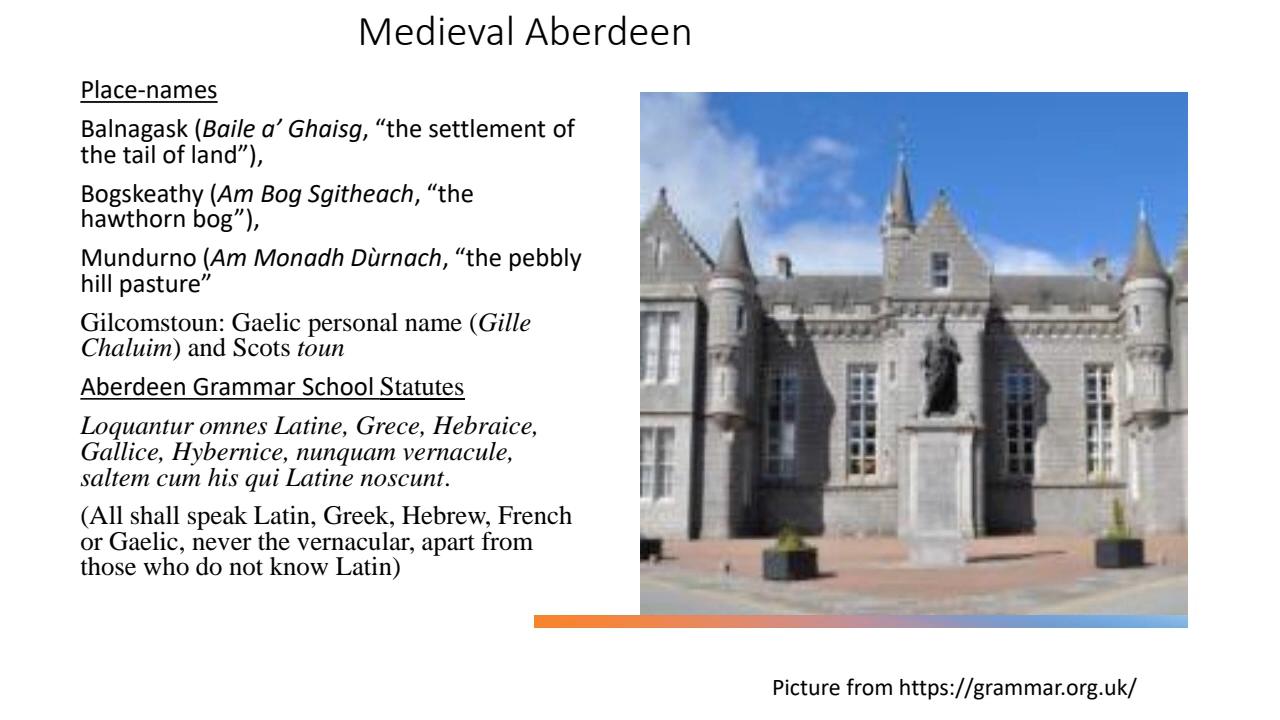 Medieval Aberdeen
Place-names
Balnagask (Baile a’ Ghaisg, “the settlement of
the tail of land”),
Bogskeathy (Am Bog Sgitheach, “the
hawthorn bog”),
Mundurno (Am Monadh Dùrnach, “the pebbly
hill pasture”
Gilcomstoun: Gaelic personal name (Gille
Chaluim) and Scots toun
Aberdeen Grammar School Statutes
Loquantur omnes Latine, Grece, Hebraice,
Gallice, Hybernice, nunquam vernacule,
saltem cum his qui Latine noscunt.
(All shall speak Latin, Greek, Hebrew, French
or Gaelic, never the vernacular, apart from
those who do not know Latin)
Picture from https://grammar.org.uk/